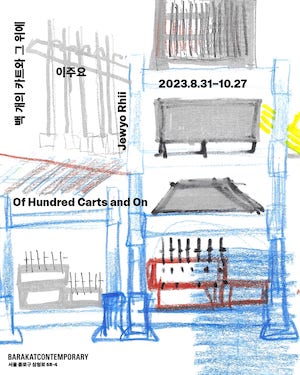 백 개의 카트와 그 위에
이주요
Jewyo Rhii
2023.8.31–10.27
Of Hundred Carts and On
BARAKATCONTEMPORARY
서울 종로구 삼청로 58-4